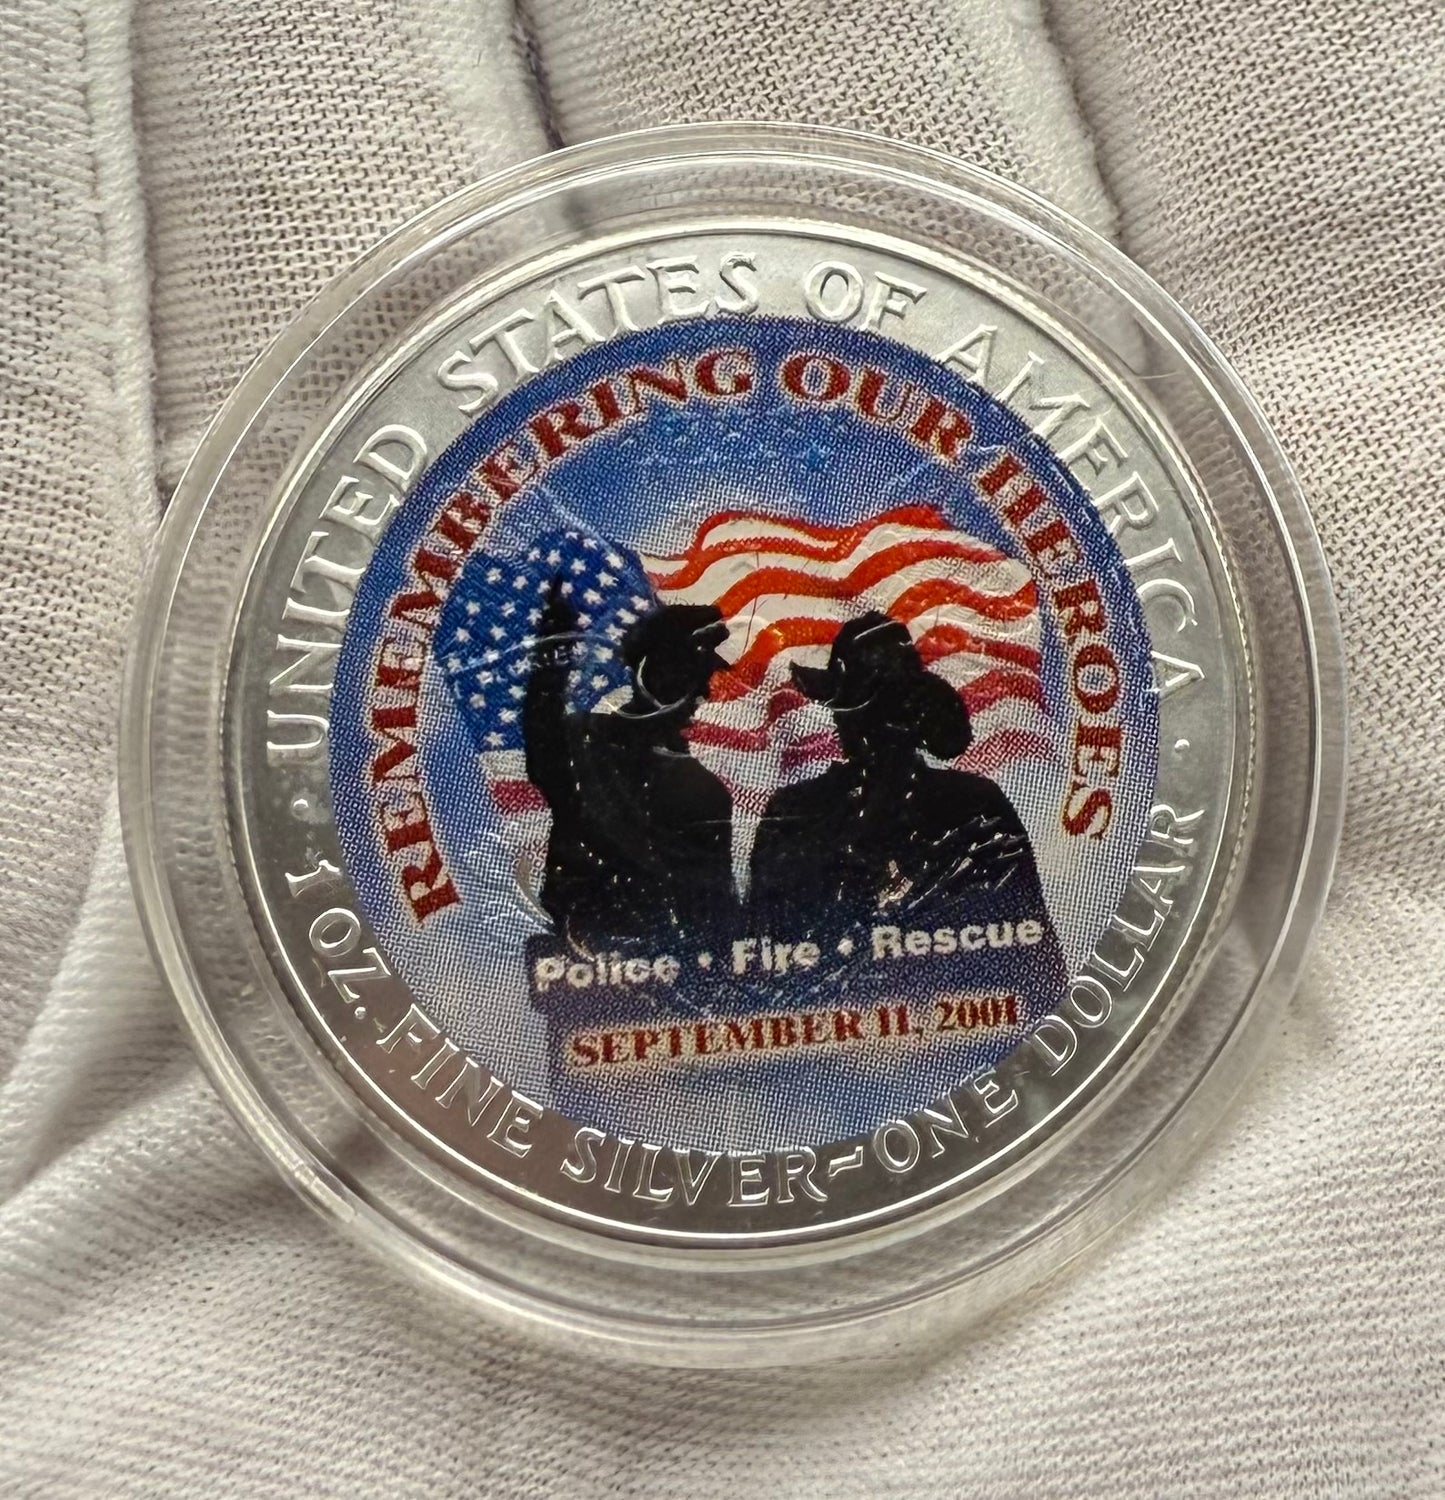 UNITED STATES OF AMERICA
REMEMBERING OUR HEROES
Police • Fire • Rescue
SEPTEMBER 11, 2001
1 OZ. FINE SILVER~ONE DOLLAR